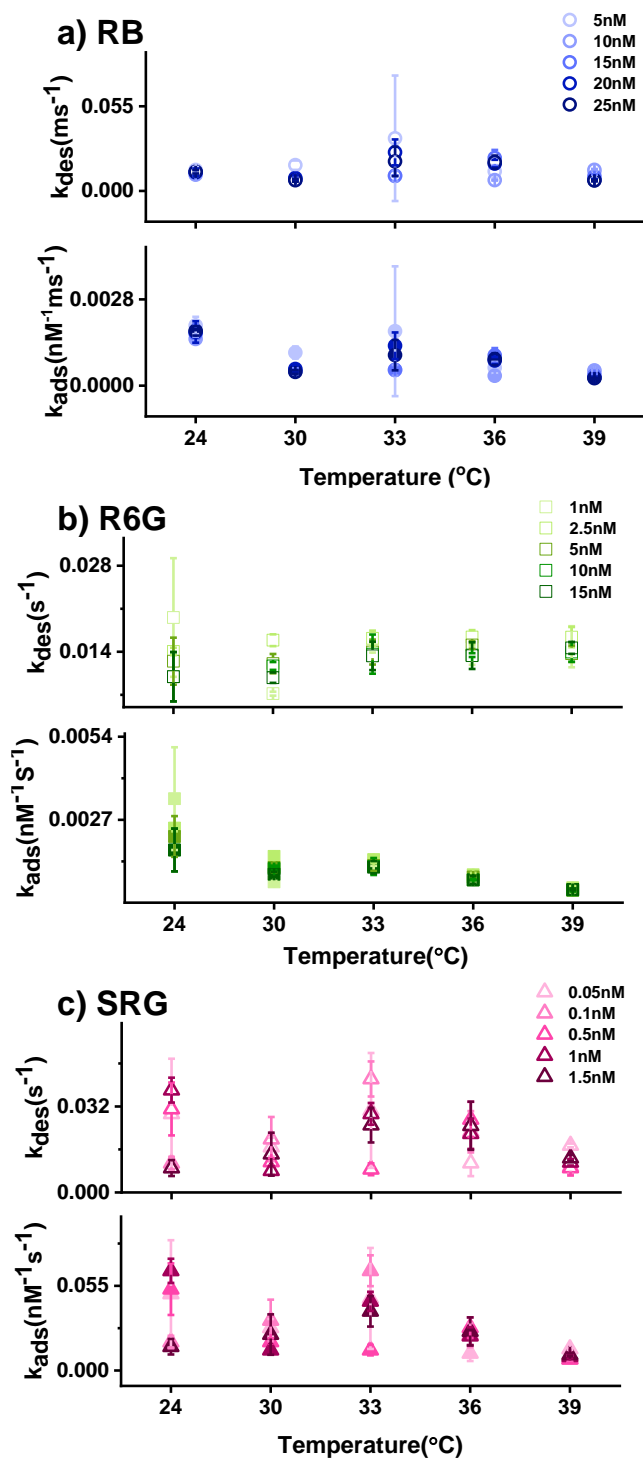 a) RB
5nM
10nM
15nM
20nM
25nM
kdes(ms⁻¹)
0.055
0.000
kads(nM⁻¹ms⁻¹)
0.0028
0.0000
24 30 33 36 39
Temperature (°C)
b) R6G
1nM
2.5nM
5nM
10nM
15nM
kdes(s⁻¹)
0.028
0.014
kads(nM⁻¹S⁻¹)
0.0054
0.0027
24 30 33 36 39
Temperature(°C)
c) SRG
0.05nM
0.1nM
0.5nM
1nM
1.5nM
kdes(s⁻¹)
0.032
0.000
kads(nM⁻¹s⁻¹)
0.055
0.000
24 30 33 36 39
Temperature(°C)